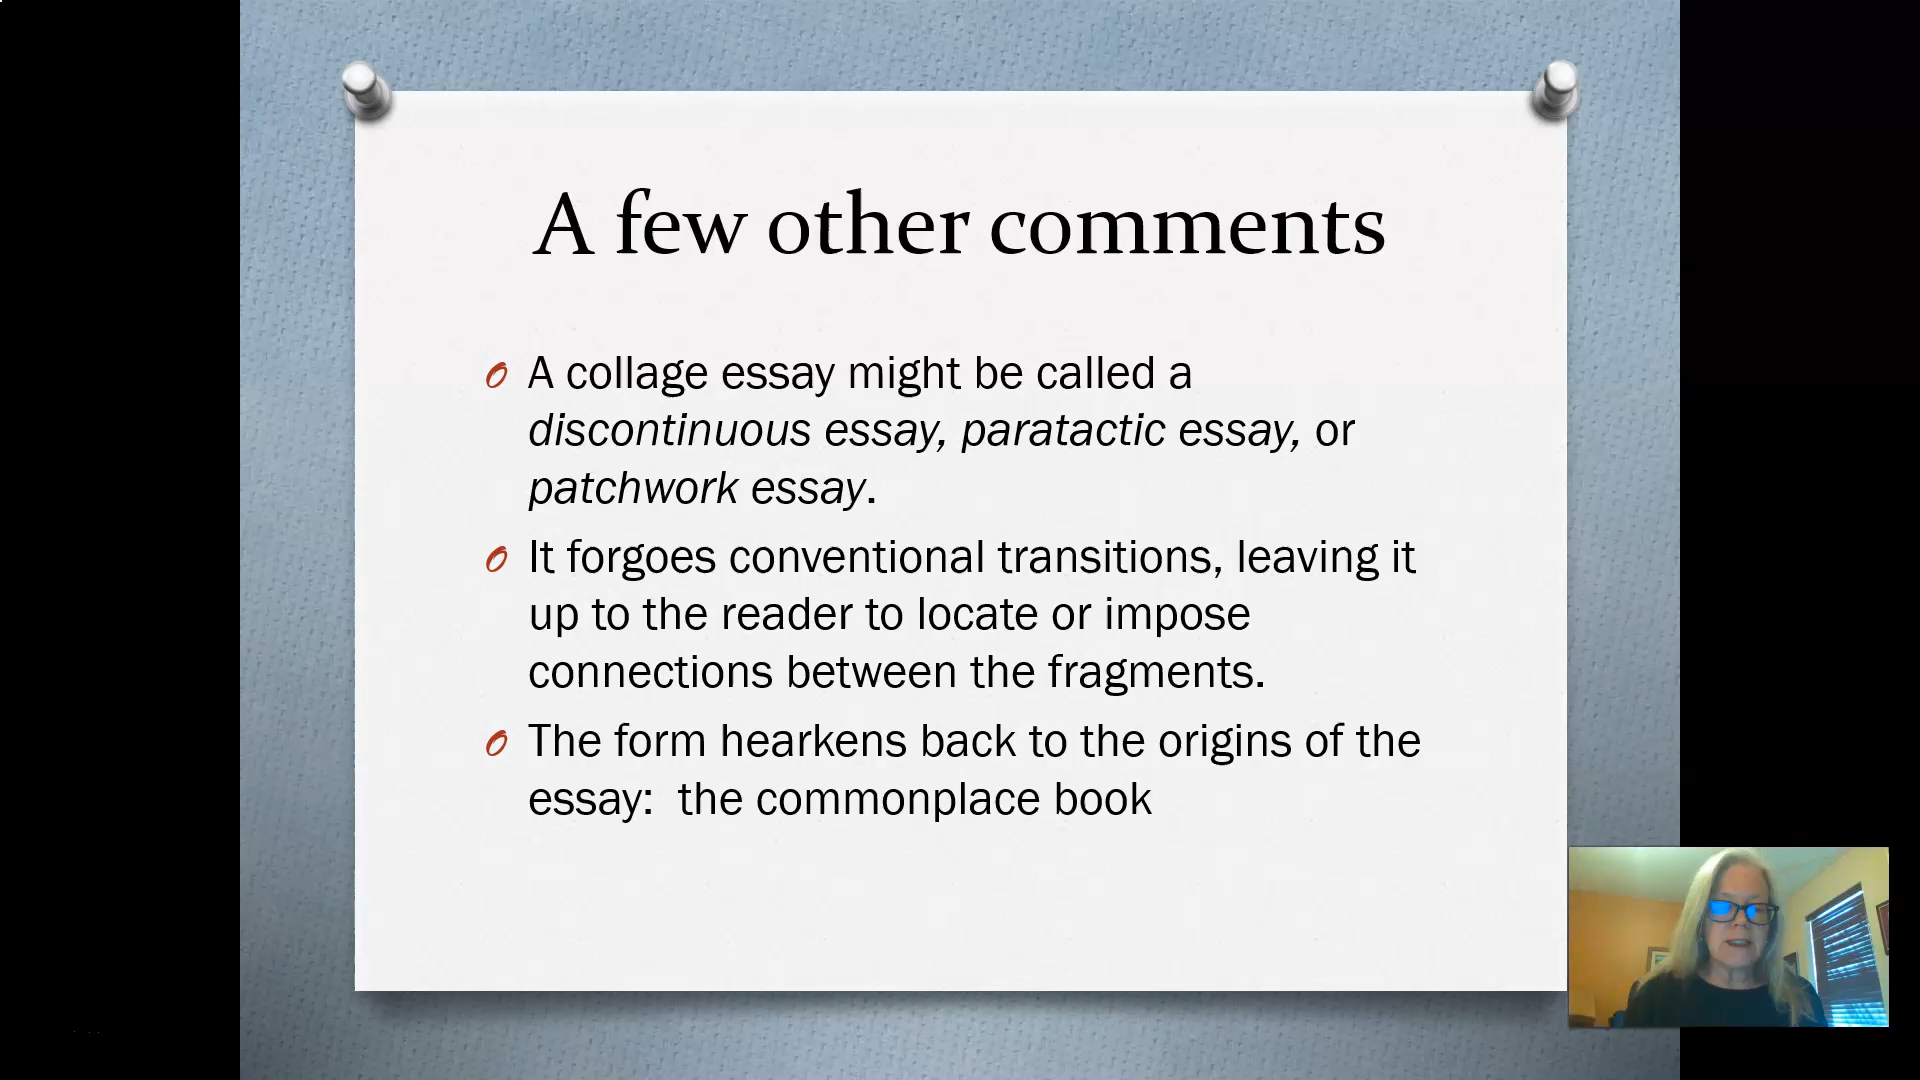 A few other comments
A collage essay might be called a
discontinuous essay, paratactic essay, or
patchwork essay.
It forgoes conventional transitions, leaving it
up to the reader to locate or impose
connections between the fragments.
The form hearkens back to the origins of the
essay:  the commonplace book